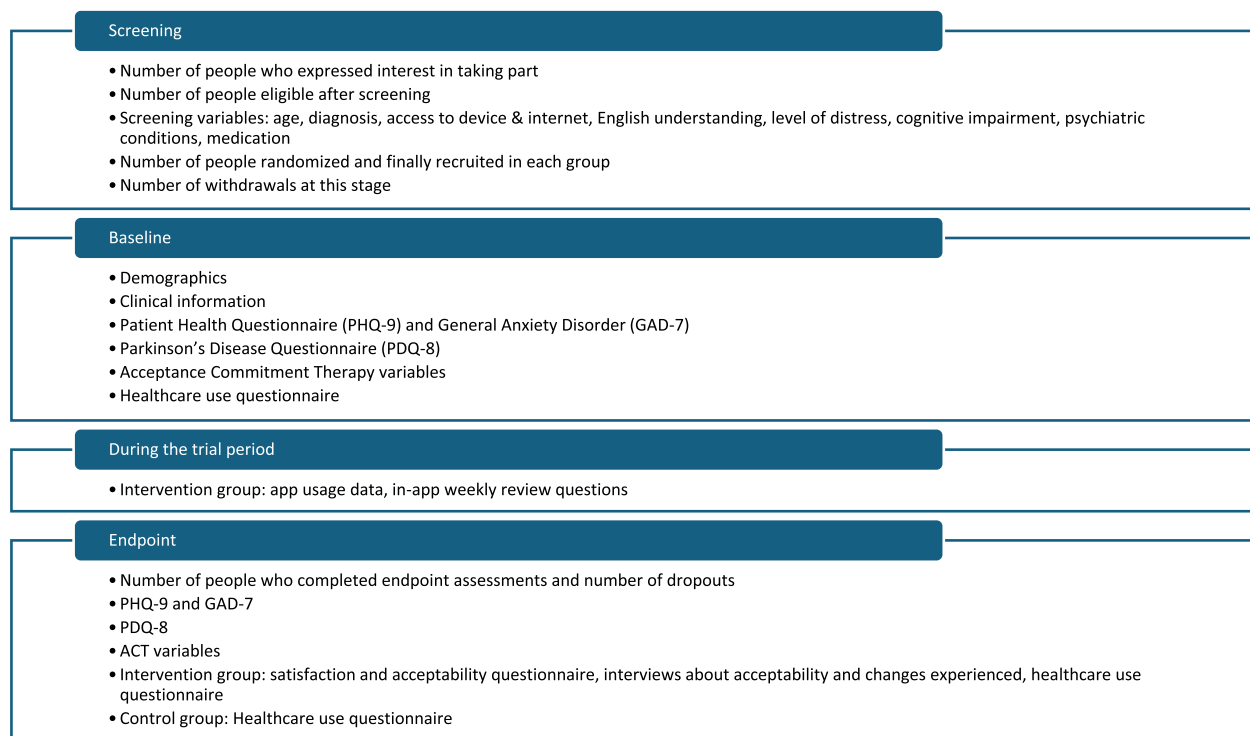 Screening
• Number of people who expressed interest in taking part
• Number of people eligible after screening
• Screening variables: age, diagnosis, access to device & internet, English understanding, level of distress, cognitive impairment, psychiatric
conditions, medication
• Number of people randomized and finally recruited in each group
• Number of withdrawals at this stage
Baseline
• Demographics
• Clinical information
• Patient Health Questionnaire (PHQ-9) and General Anxiety Disorder (GAD-7)
• Parkinson’s Disease Questionnaire (PDQ-8)
• Acceptance Commitment Therapy variables
• Healthcare use questionnaire
During the trial period
• Intervention group: app usage data, in-app weekly review questions
Endpoint
• Number of people who completed endpoint assessments and number of dropouts
• PHQ-9 and GAD-7
• PDQ-8
• ACT variables
• Intervention group: satisfaction and acceptability questionnaire, interviews about acceptability and changes experienced, healthcare use
questionnaire
• Control group: Healthcare use questionnaire